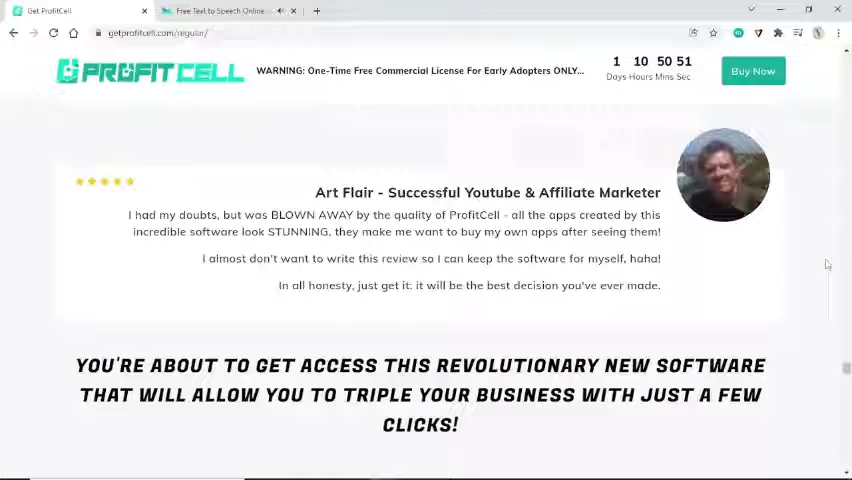 Get ProfitCell
Free Text to Speech Online
getprofitcell.com/regular/
PROFIT CELL
WARNING: One-Time Free Commercial License For Early Adopters ONLY...
1 10 50 51
Days Hours Mins Sec
Buy Now
Art Flair - Successful Youtube & Affiliate Marketer
I had my doubts, but was BLOWN AWAY by the quality of ProfitCell - all the apps created by this
incredible software look STUNNING, they make me want to buy my own apps after seeing them!
I almost don't want to write this review so I can keep the software for myself, haha!
In all honesty, just get it: it will be the best decision you've ever made.
YOU'RE ABOUT TO GET ACCESS THIS REVOLUTIONARY NEW SOFTWARE
THAT WILL ALLOW YOU TO TRIPLE YOUR BUSINESS WITH JUST A FEW
CLICKS!